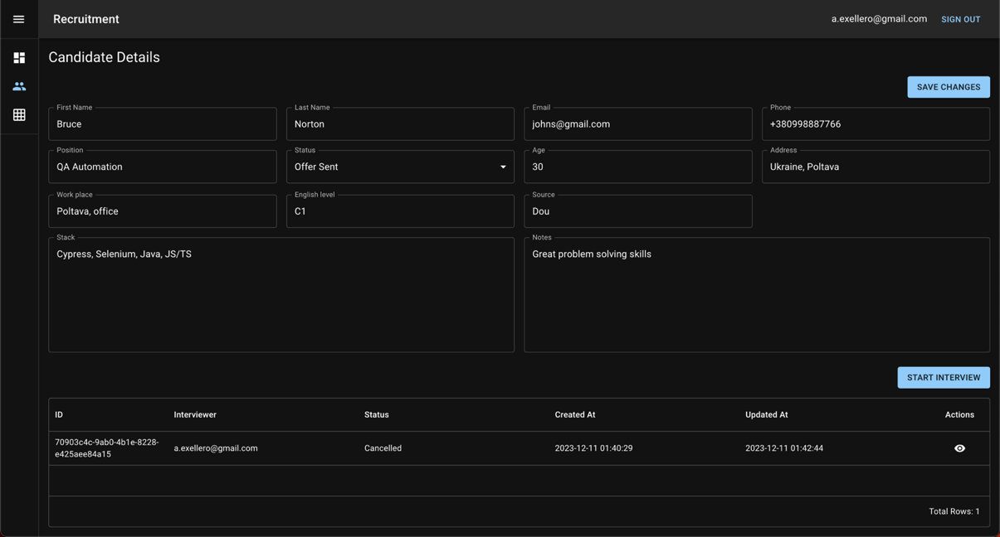 Recruitment
a.exellero@gmail.com SIGN OUT
Candidate Details
SAVE CHANGES
First Name Last Name Email Phone
Bruce Norton johns@gmail.com +380998887766
Position Status Age Address
QA Automation Offer Sent 30 Ukraine, Poltava
Work place English level Source
Poltava, office C1 Dou
Stack Notes
Cypress, Selenium, Java, JS/TS Great problem solving skills
START INTERVIEW
ID Interviewer Status Created At Updated At Actions
70903c4c-9ab0-4b1e-8228-
e425aee84a15 a.exellero@gmail.com Cancelled 2023-12-11 01:40:29 2023-12-11 01:42:44
Total Rows: 1